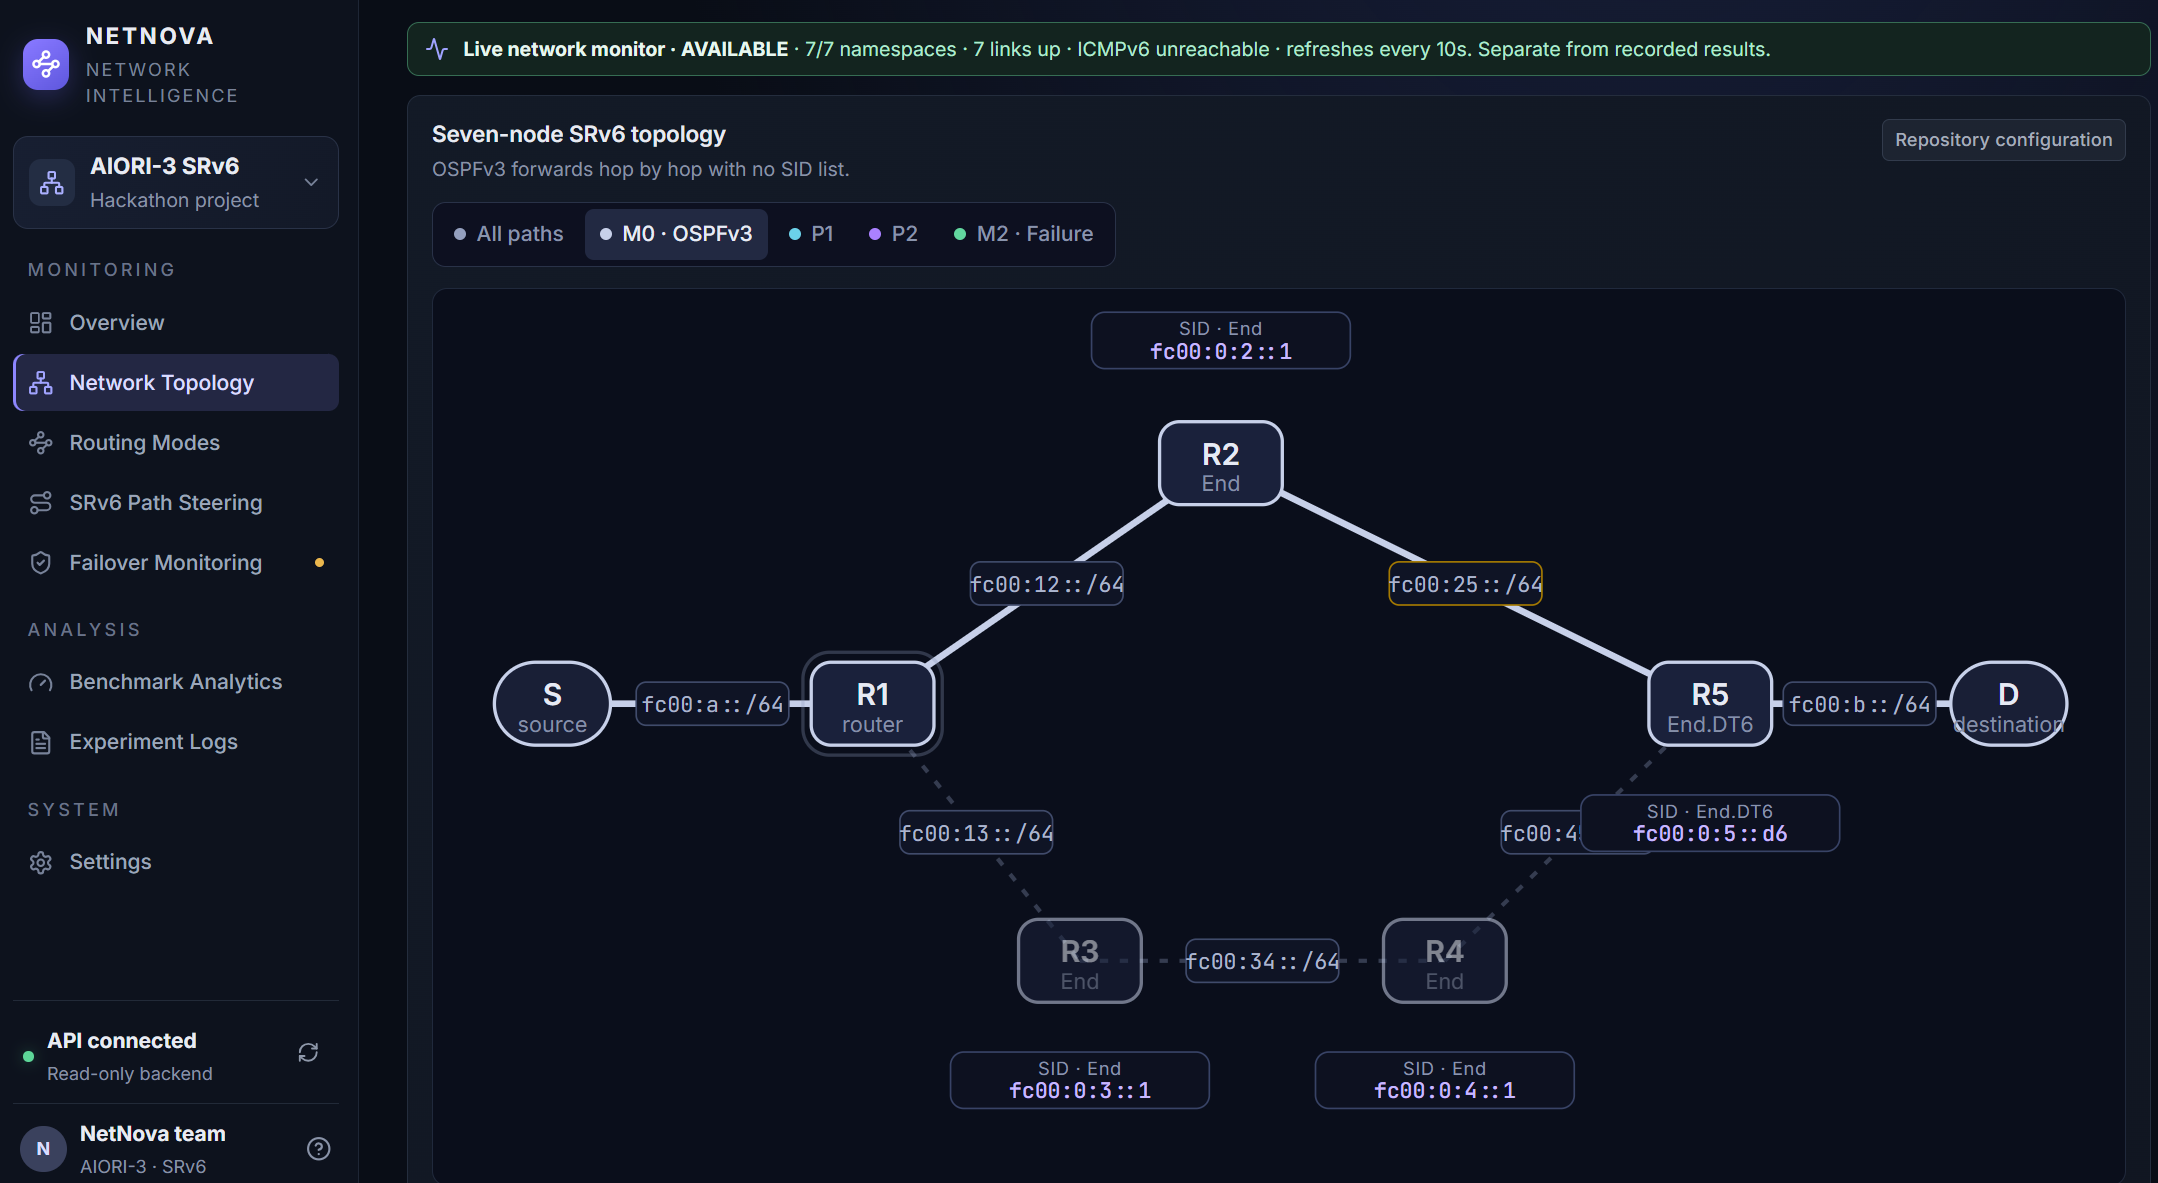 NETNOVA
NETWORK
INTELLIGENCE
AIORI-3 SRv6
Hackathon project
MONITORING
Overview
Network Topology
Routing Modes
SRv6 Path Steering
Failover Monitoring
ANALYSIS
Benchmark Analytics
Experiment Logs
SYSTEM
Settings
API connected
Read-only backend
N
NetNova team
AIORI-3 · SRv6
Live network monitor · AVAILABLE · 7/7 namespaces · 7 links up · ICMPv6 unreachable · refreshes every 10s. Separate from recorded results.
Seven-node SRv6 topology
OSPFv3 forwards hop by hop with no SID list.
Repository configuration
All paths
M0 · OSPFv3
P1
P2
M2 · Failure
SID · End
fc00:0:2::1
R2
End
fc00:12::/64
fc00:25::/64
S
source
fc00:a::/64
R1
router
R5
End.DT6
fc00:b::/64
D
destination
fc00:13::/64
fc00:4
SID · End.DT6
fc00:0:5::d6
R3
End
fc00:34::/64
R4
End
SID · End
fc00:0:3::1
SID · End
fc00:0:4::1